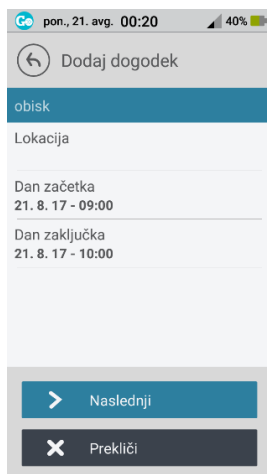 Go pon., 21. avg. 00:20 40%
Dodaj dogodek
obisk
Lokacija
Dan začetka
21. 8. 17 - 09:00
Dan zaključka
21. 8. 17 - 10:00
Naslednji
Prekliči